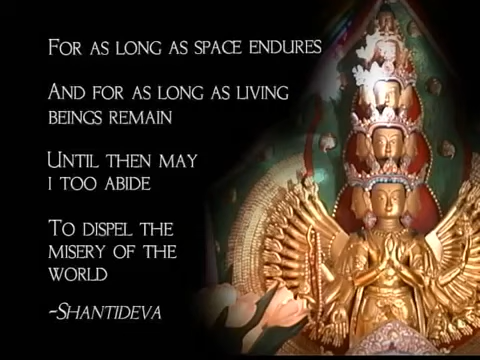 For as long as space endures
And for as long as living
beings remain
Until then may
I too abide
To dispel the
misery of the
world
~Shantideva